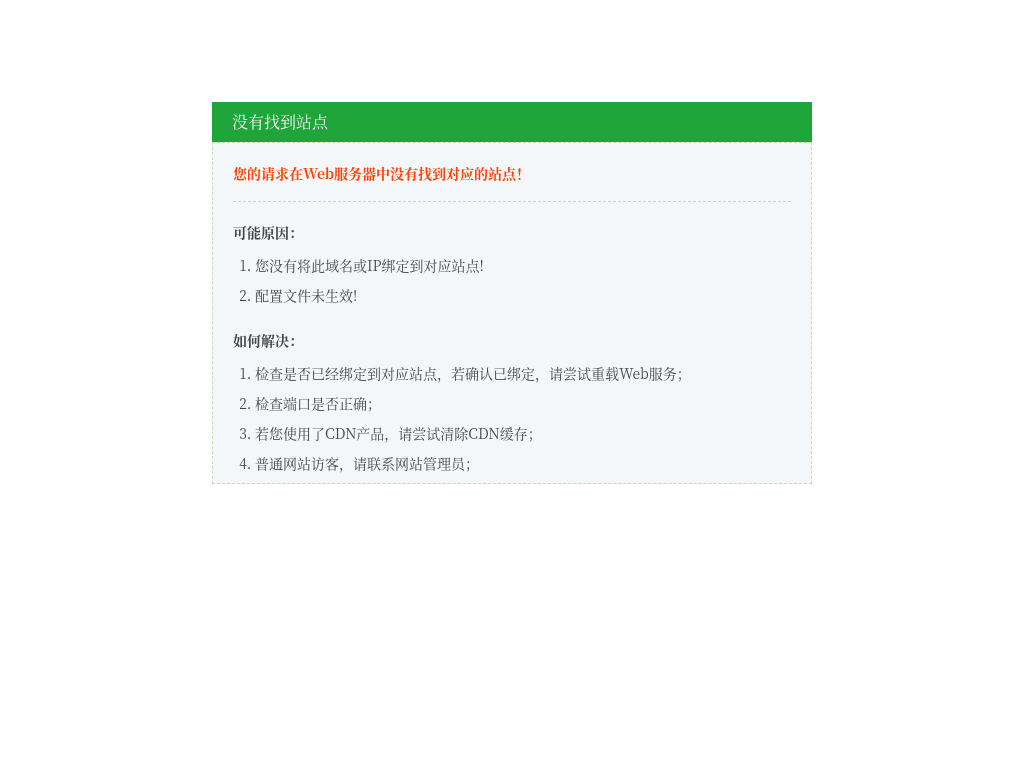 没有找到站点
您的请求在Web服务器中没有找到对应的站点！
可能原因：
1. 您没有将此域名或IP绑定到对应站点!
2. 配置文件未生效!
如何解决：
1. 检查是否已经绑定到对应站点，若确认已绑定，请尝试重载Web服务；
2. 检查端口是否正确；
3. 若您使用了CDN产品，请尝试清除CDN缓存；
4. 普通网站访客，请联系网站管理员；